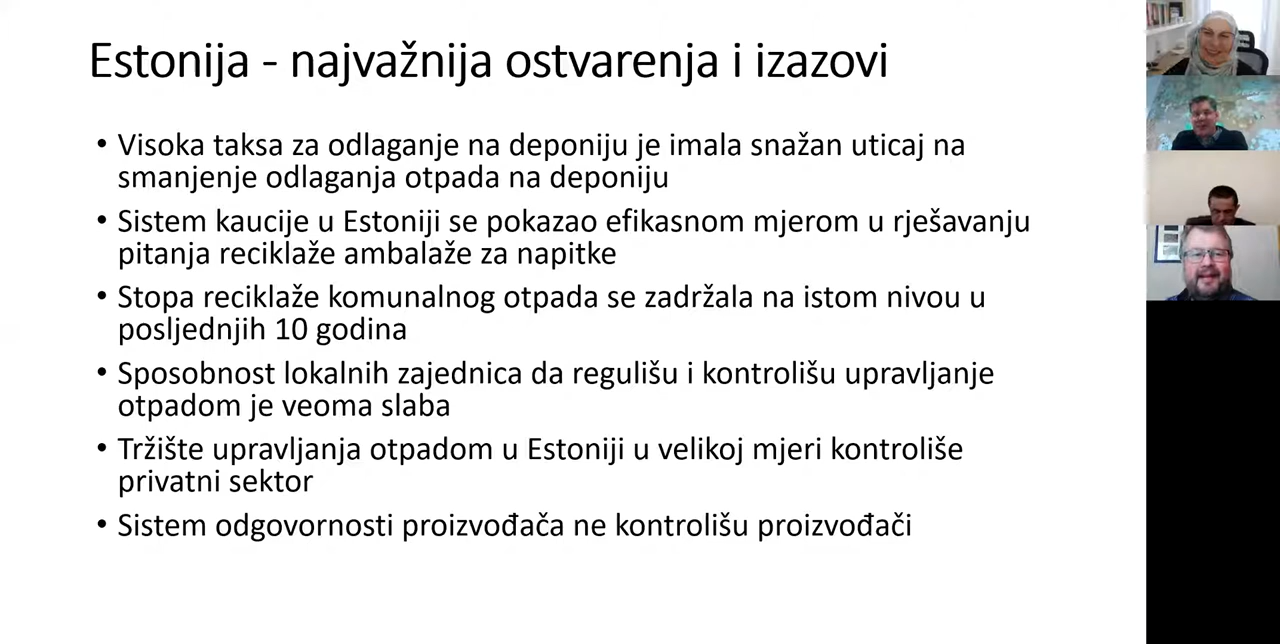 Estonija - najvažnija ostvarenja i izazovi
• Visoka taksa za odlaganje na deponiju je imala snažan uticaj na
smanjenje odlaganja otpada na deponiju
• Sistem kaucije u Estoniji se pokazao efikasnom mjerom u rješavanju
pitanja reciklaže ambalaže za napitke
• Stopa reciklaže komunalnog otpada se zadržala na istom nivou u
posljednjih 10 godina
• Sposobnost lokalnih zajednica da regulišu i kontrolišu upravljanje
otpadom je veoma slaba
• Tržište upravljanja otpadom u Estoniji u velikoj mjeri kontroliše
privatni sektor
• Sistem odgovornosti proizvođača ne kontrolišu proizvođači